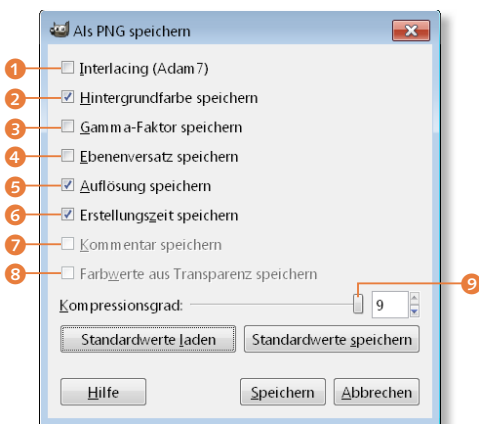 Als PNG speichern
1 Interlacing (Adam7)
2 Hintergrundfarbe speichern
3 Gamma-Faktor speichern
4 Ebenenversatz speichern
5 Auflösung speichern
6 Erstellungszeit speichern
7 Kommentar speichern
8 Farbwerte aus Transparenz speichern
9
Kompressionsgrad: 9
Standardwerte laden Standardwerte speichern
Hilfe Speichern Abbrechen